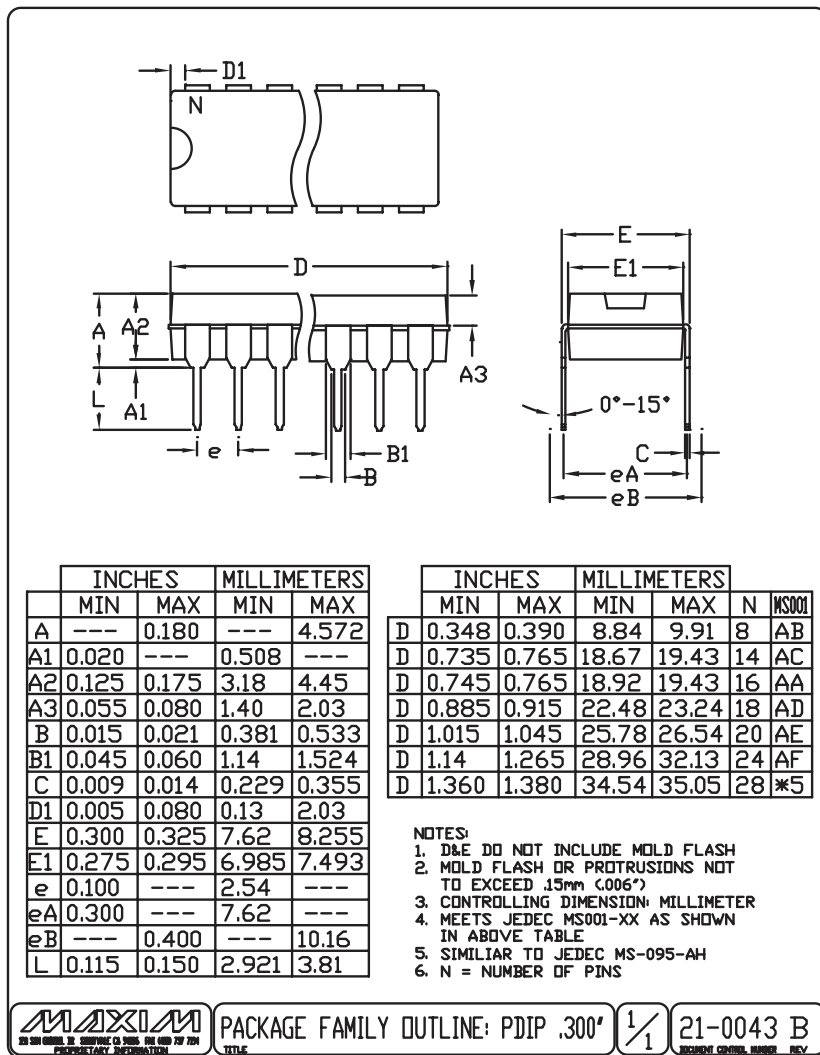 D1
N
E
E1
D
A
A2
A3
L
A1
0°-15°
e
B1
B
C
eA
eB
INCHES MILLIMETERS
MIN MAX MIN MAX
A --- 0.180 --- 4.572
A1 0.020 --- 0.508 ---
A2 0.125 0.175 3.18 4.45
A3 0.055 0.080 1.40 2.03
B 0.015 0.021 0.381 0.533
B1 0.045 0.060 1.14 1.524
C 0.009 0.014 0.229 0.355
D1 0.005 0.080 0.13 2.03
E 0.300 0.325 7.62 8.255
E1 0.275 0.295 6.985 7.493
e 0.100 --- 2.54 ---
eA 0.300 --- 7.62 ---
eB --- 0.400 --- 10.16
L 0.115 0.150 2.921 3.81
INCHES MILLIMETERS
MIN MAX MIN MAX N MS001
D 0.348 0.390 8.84 9.91 8 AB
D 0.735 0.765 18.67 19.43 14 AC
D 0.745 0.765 18.92 19.43 16 AA
D 0.885 0.915 22.48 23.24 18 AD
D 1.015 1.045 25.78 26.54 20 AE
D 1.14 1.265 28.96 32.13 24 AF
D 1.360 1.380 34.54 35.05 28 *5
NOTES:
1. D&E DO NOT INCLUDE MOLD FLASH
2. MOLD FLASH OR PROTRUSIONS NOT
TO EXCEED .15mm (.006")
3. CONTROLLING DIMENSION: MILLIMETER
4. MEETS JEDEC MS001-XX AS SHOWN
IN ABOVE TABLE
5. SIMILIAR TO JEDEC MS-095-AH
6. N = NUMBER OF PINS
MAXIM
PROPRIETARY INFORMATION
PACKAGE FAMILY OUTLINE: PDIP .300"
TITLE
1/1
21-0043 B
DOCUMENT CONTROL NUMBER REV